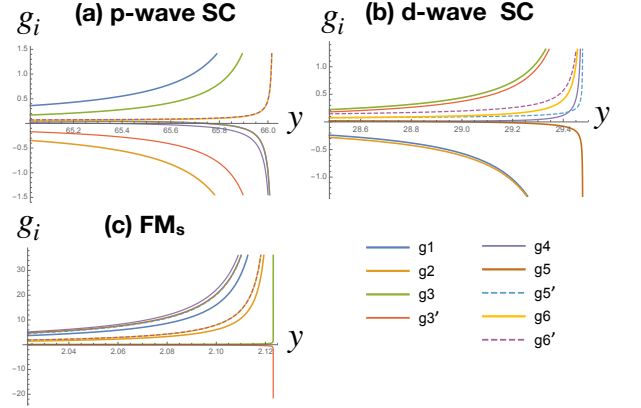 (a) p-wave SC
(b) d-wave SC
g_i
g_i
1.5
1.0
0.5
-0.5
-1.0
-1.5
65.2
65.4
65.6
65.8
66.0
y
1.0
0.5
-0.5
-1.0
28.6
28.8
29.0
29.2
29.4
y
(c) FM_s
g_i
30
20
10
-10
-20
2.04
2.06
2.08
2.10
2.12
y
g1
g2
g3
g3'
g4
g5
g5'
g6
g6'